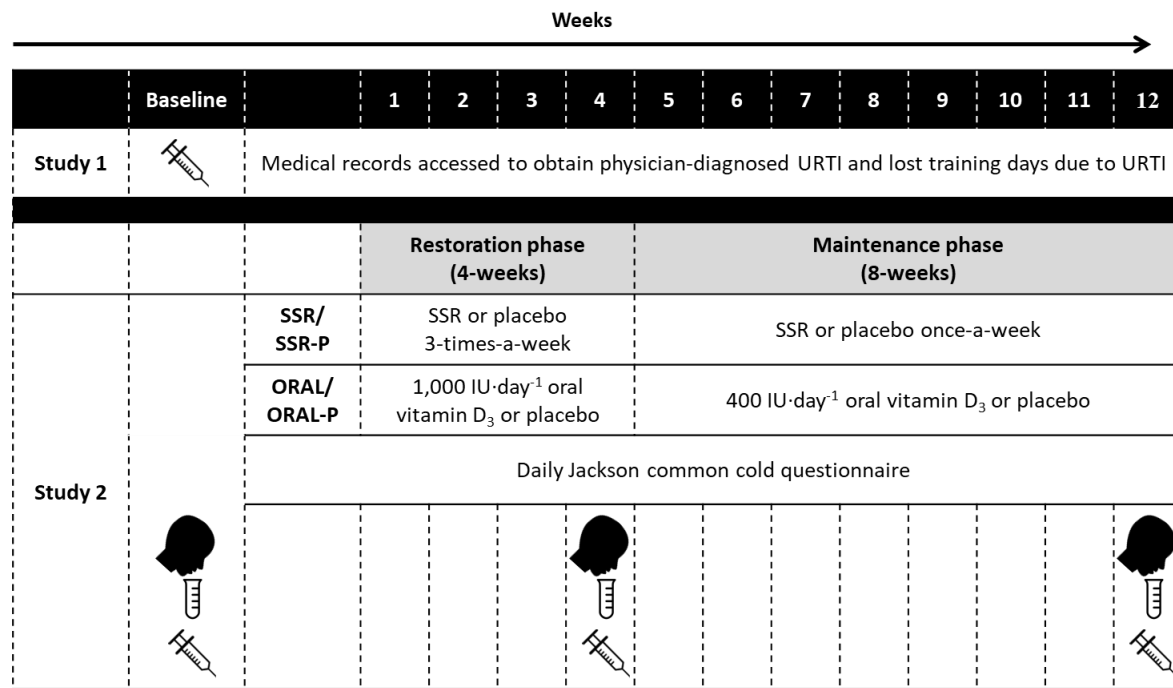 Weeks
Baseline 1 2 3 4 5 6 7 8 9 10 11 12
Study 1 Medical records accessed to obtain physician-diagnosed URTI and lost training days due to URTI
Restoration phase
(4-weeks)
Maintenance phase
(8-weeks)
Study 2
SSR/
SSR-P
SSR or placebo
3-times-a-week
SSR or placebo once-a-week
ORAL/
ORAL-P
1,000 IU·day⁻¹ oral
vitamin D₃ or placebo
400 IU·day⁻¹ oral vitamin D₃ or placebo
Daily Jackson common cold questionnaire